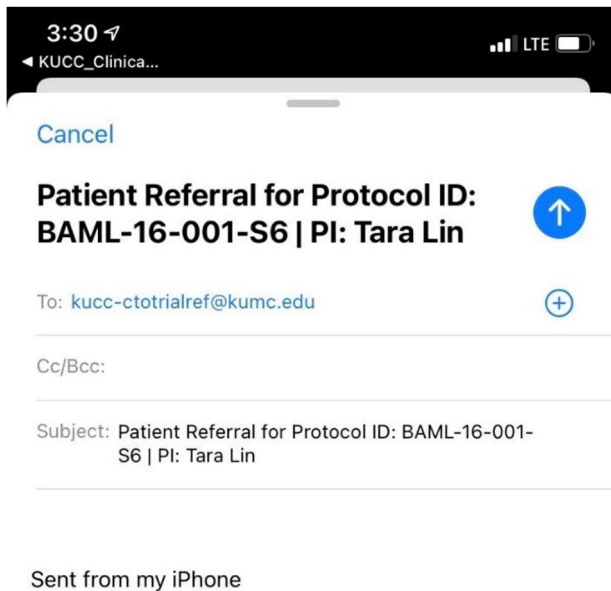 3:30
LTE
◀ KUCC_Clinica...
Cancel
Patient Referral for Protocol ID:
BAML-16-001-S6 | PI: Tara Lin
To: kucc-ctotrialref@kumc.edu
Cc/Bcc:
Subject: Patient Referral for Protocol ID: BAML-16-001-
S6 | PI: Tara Lin
Sent from my iPhone